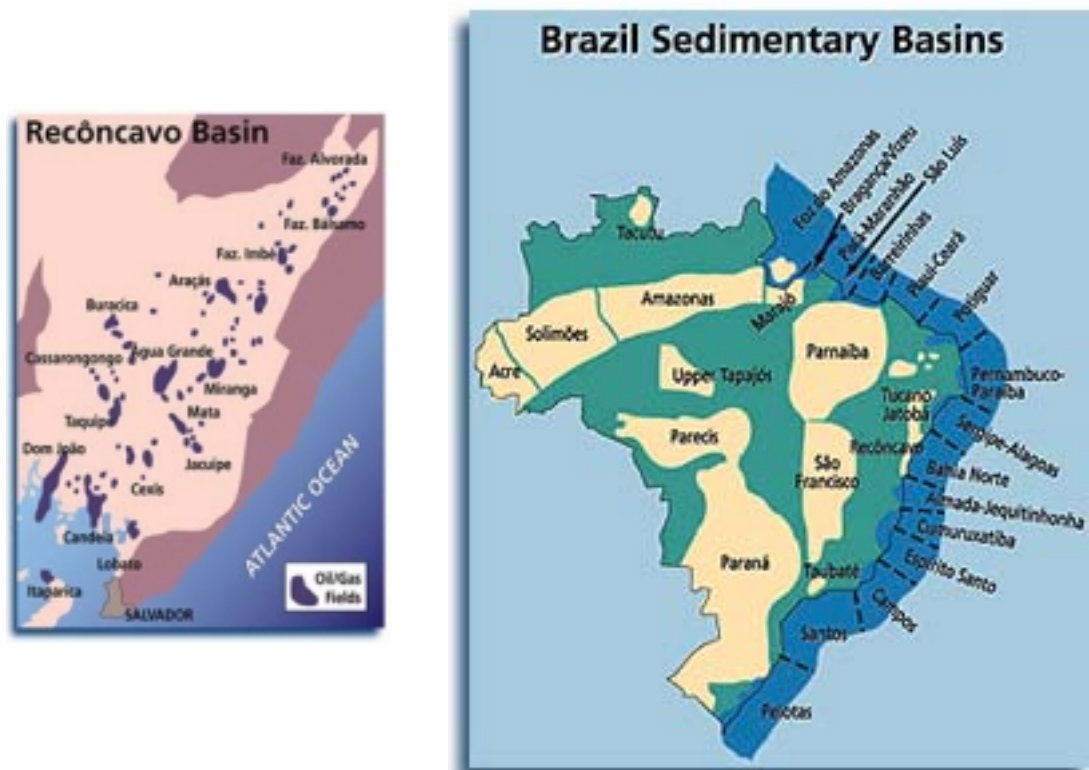 Recôncavo Basin
Faz. Alvorada
Faz. Bálsamo
Faz. Imbé
Araçás
Buracica
Cassarongongo
Água Grande
Miranga
Taquipe
Mata
Dom João
Jacuipe
Cexis
Candeia
Lobato
Itaparica
SALVADOR
ATLANTIC OCEAN
Oil/Gas
Fields
Brazil Sedimentary Basins
Foz do Amazonas
Bragança/Vizeu
Pará-Maranhão
São Luís
Barreirinhas
Piauí-Ceará
Potiguar
Tacutu
Amazonas
Marajó
Solimões
Acre
Upper Tapajós
Parnaíba
Pernambuco-
Paraíba
Tucano
Jatobá
Sergipe-Alagoas
Parecis
Recôncavo
São
Francisco
Bahia Norte
Almada-Jequitinhonha
Cumuruxatiba
Espírito Santo
Paraná
Taubaté
Campos
Santos
Pelotas